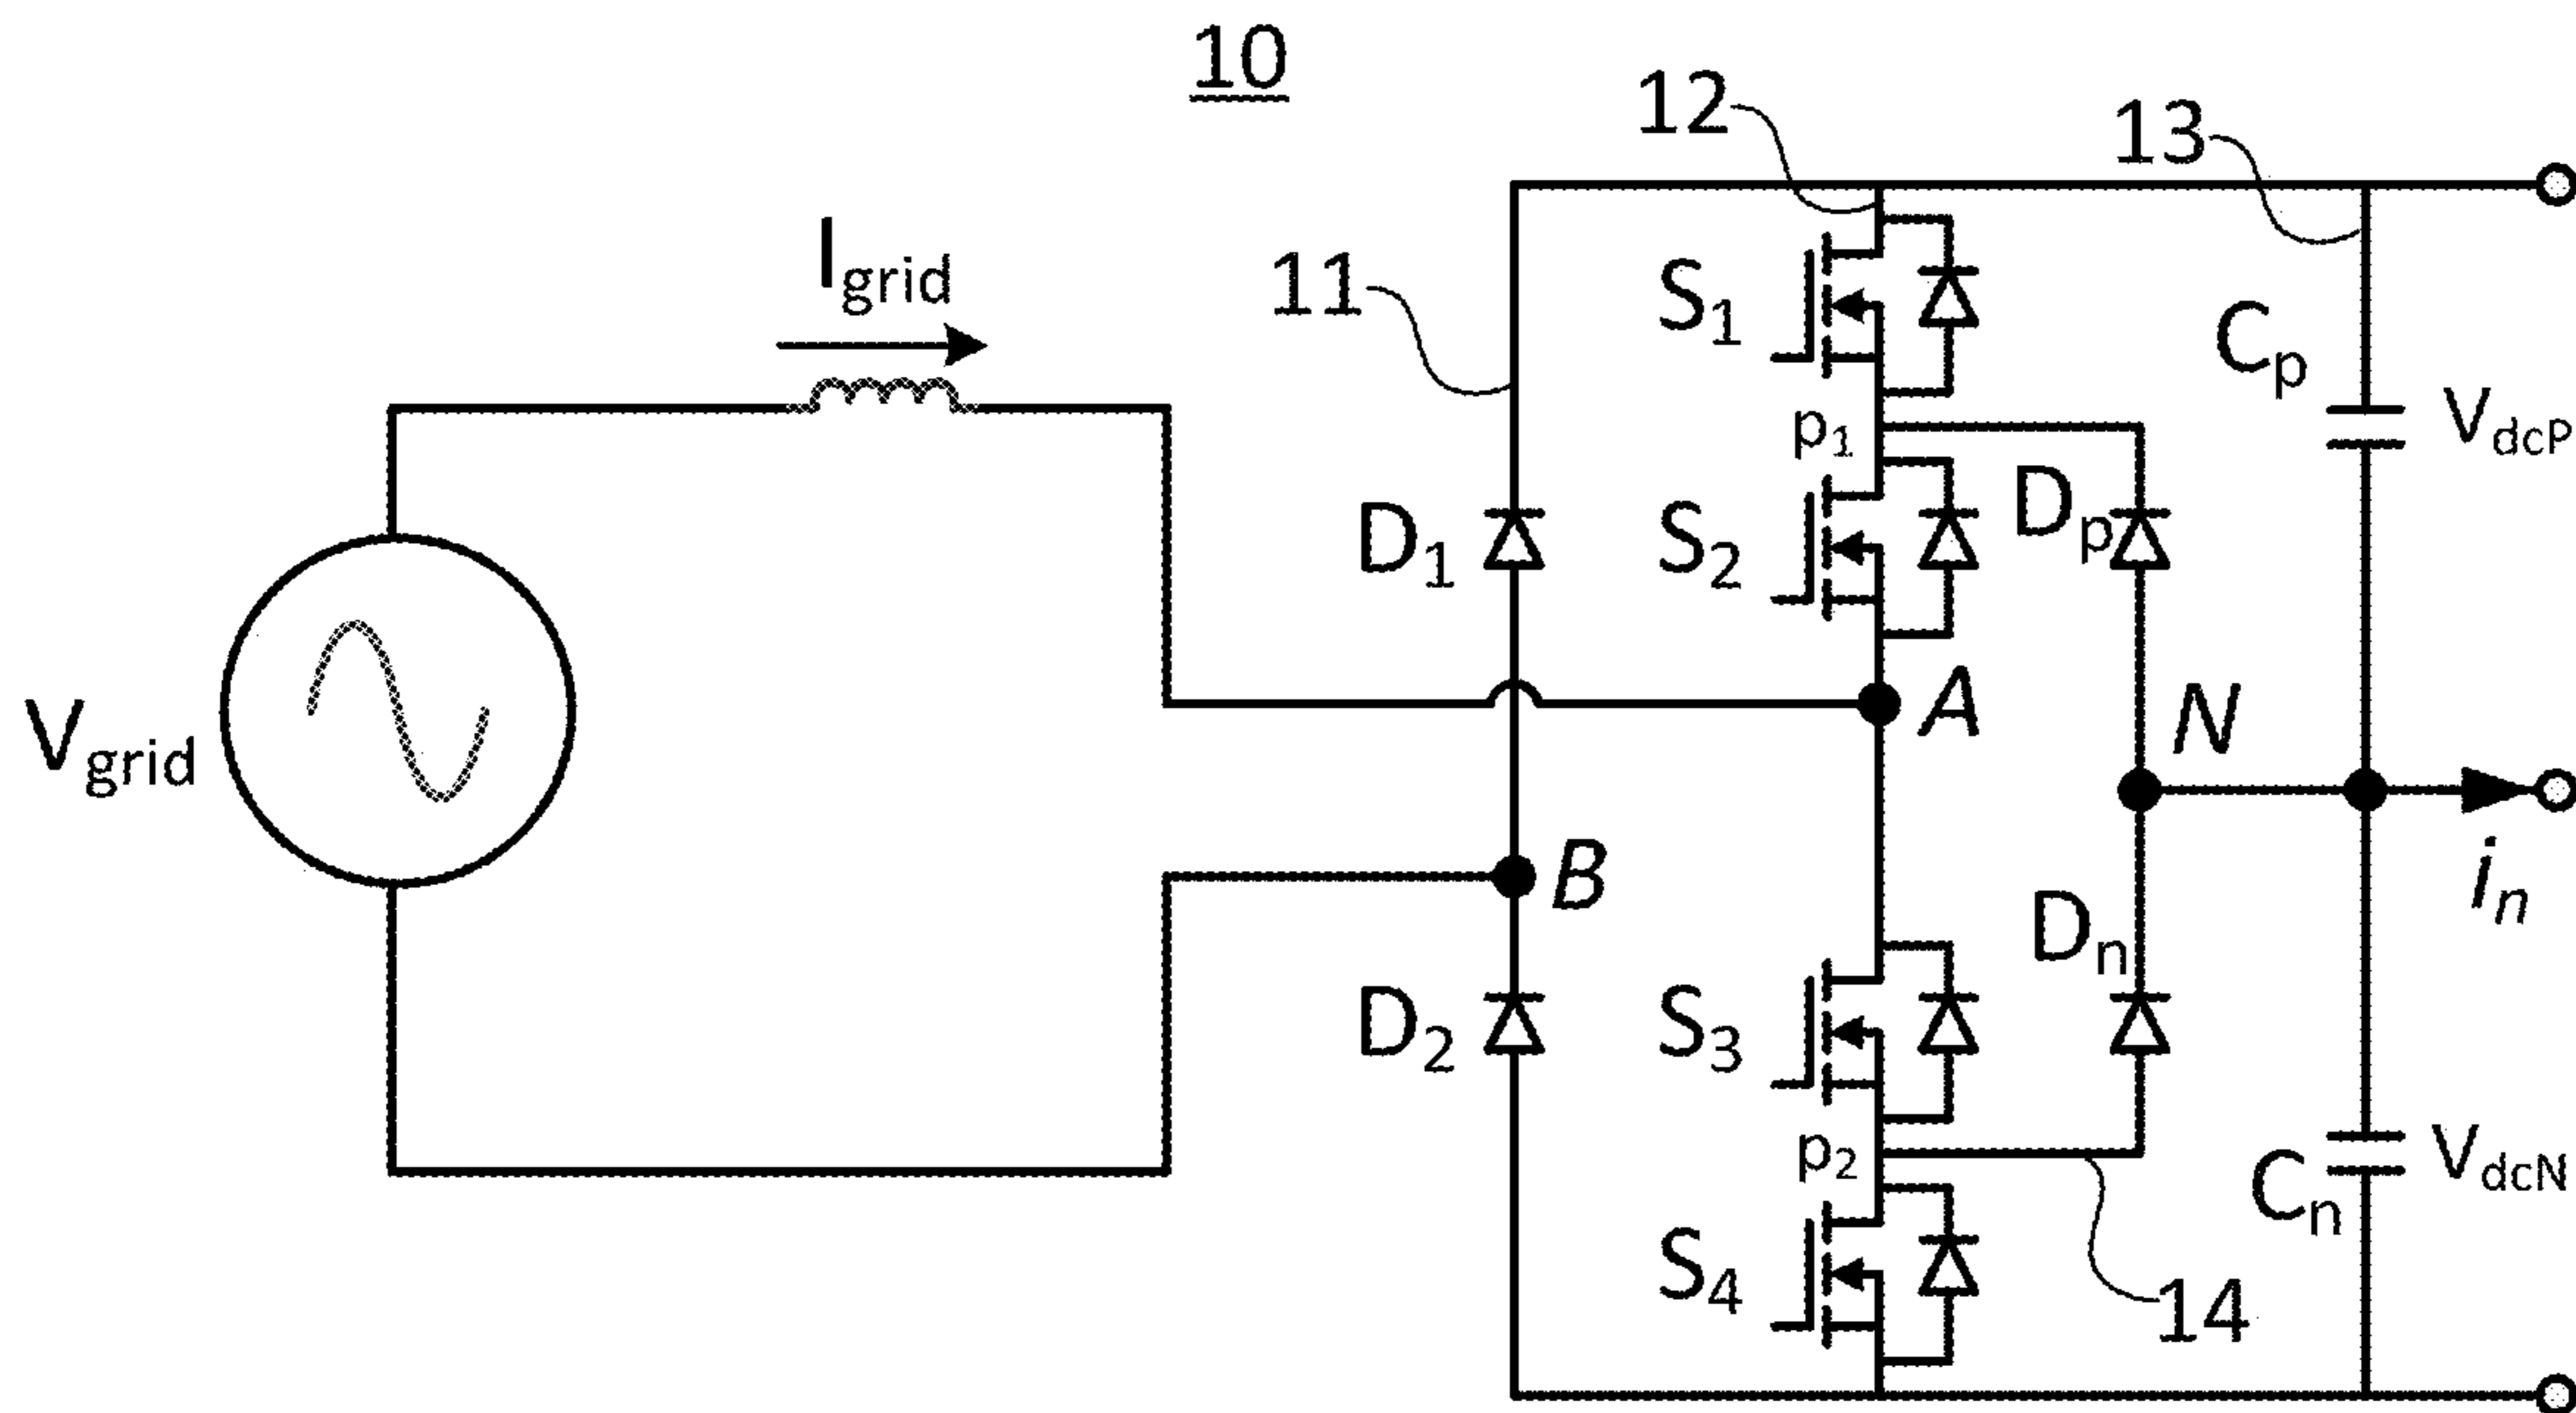 10
12
13
I_grid
11
S_1
C_p
V_dcP
p_1
D_p
D_1
S_2
A
N
V_grid
B
i_n
D_n
D_2
S_3
p_2
V_dcN
C_n
S_4
14